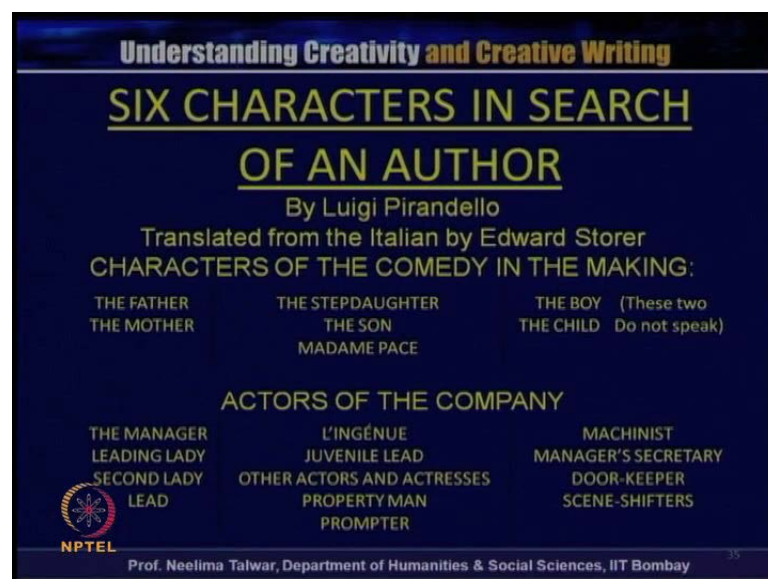 Understanding Creativity and Creative Writing
SIX CHARACTERS IN SEARCH
OF AN AUTHOR
By Luigi Pirandello
Translated from the Italian by Edward Storer
CHARACTERS OF THE COMEDY IN THE MAKING:
THE FATHER THE STEPDAUGHTER THE BOY (These two
THE MOTHER THE SON THE CHILD Do not speak)
MADAME PACE
ACTORS OF THE COMPANY
THE MANAGER L'INGÉNUE MACHINIST
LEADING LADY JUVENILE LEAD MANAGER'S SECRETARY
SECOND LADY OTHER ACTORS AND ACTRESSES DOOR-KEEPER
LEAD PROPERTY MAN SCENE-SHIFTERS
PROMPTER
NPTEL
35
Prof. Neelima Talwar, Department of Humanities & Social Sciences, IIT Bombay